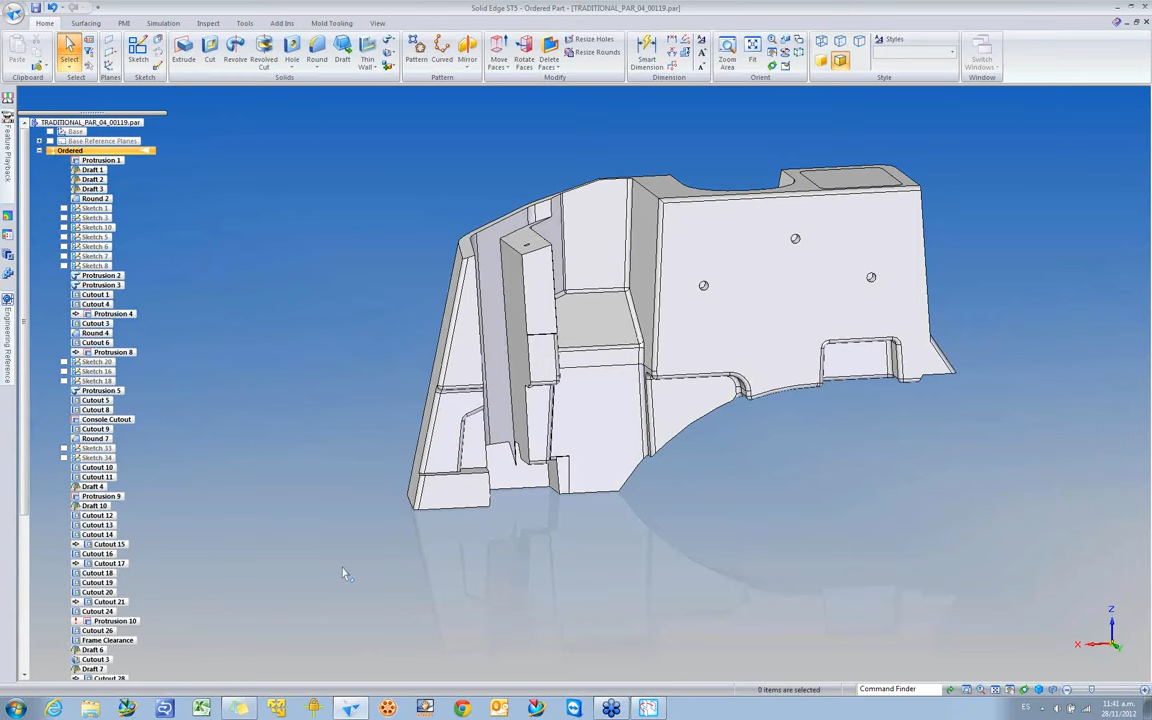 Solid Edge ST5 - Ordered Part - [TRADITIONAL_PAR_04_00119.par]
Home Surfacing PMI Simulation Inspect Tools Add Ins Mold Tooling View
Paste Select Sketch Extrude Cut Revolve Revolved Cut Hole Round Draft Thin Wall Pattern Curved Mirror Move Faces Rotate Faces Delete Faces Resize Holes Resize Rounds Smart Dimension Zoom Area Fit Styles Switch Windows
Clipboard Select Planes Sketch Solids Pattern Modify Dimension Orient Style Window
Feature Playback
Engineering Reference
TRADITIONAL_PAR_04_00119.par
Base
Base Reference Planes
Ordered
Protrusion 1
Draft 1
Draft 2
Draft 3
Round 2
Sketch 1
Sketch 3
Sketch 10
Sketch 5
Sketch 6
Sketch 7
Sketch 8
Protrusion 2
Protrusion 3
Cutout 1
Cutout 4
Protrusion 4
Cutout 3
Round 4
Cutout 6
Protrusion 8
Sketch 20
Sketch 16
Sketch 18
Protrusion 5
Cutout 5
Cutout 8
Console Cutout
Cutout 9
Round 7
Sketch 33
Sketch 34
Cutout 10
Cutout 11
Draft 4
Protrusion 9
Draft 10
Cutout 12
Cutout 13
Cutout 14
Cutout 15
Cutout 16
Cutout 17
Cutout 18
Cutout 19
Cutout 20
Cutout 21
Cutout 24
Protrusion 10
Cutout 26
Frame Clearance
Draft 6
Cutout 3
Draft 7
Cutout 28
Z
X
Y
0 items are selected
Command Finder
ES
11:41 a.m.
28/11/2012